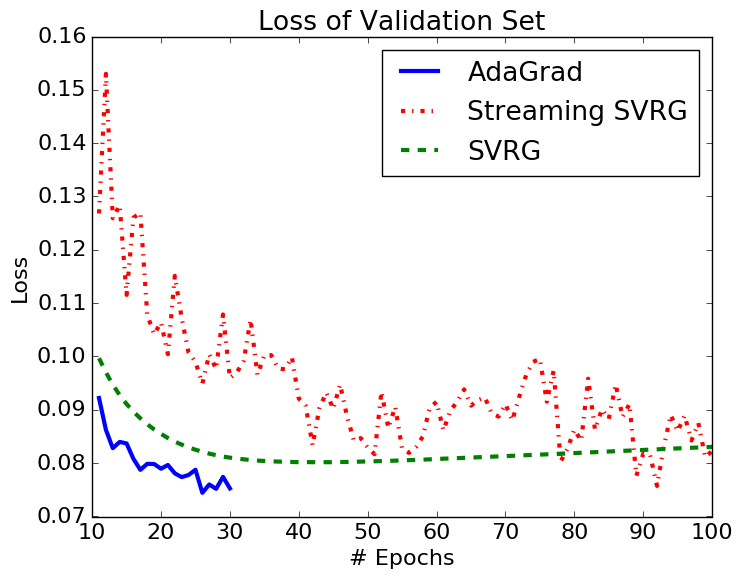 Loss of Validation Set
0.16
0.15
0.14
0.13
0.12
0.11
0.10
0.09
0.08
0.07
Loss
AdaGrad
Streaming SVRG
SVRG
10 20 30 40 50 60 70 80 90 100
# Epochs